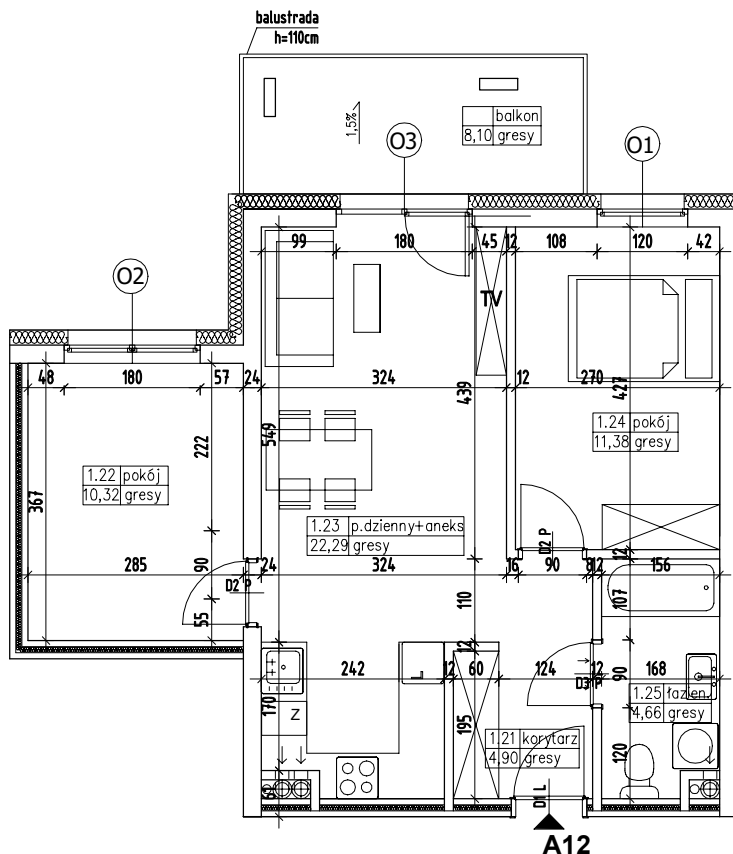 balustrada
h=110cm
1,5%
balkon
8,10 gresy
O3
O1
O2
99 180 45 12 108 120 42
TV
48 180 57 24 324 12 270
439
427
549
222
367
1.24 pokój
11,38 gresy
1.22 pokój
10,32 gresy
1.23 p.dzienny+aneks
22,29 gresy
D2 P
12
285 24 324 16 90 8 12 156
90
D2 P
55
110
107
12
242 12 60 124 12 168
90
L
D3 P
1.25 łazien.
4,66 gresy
170
Z
195
1.21 korytarz
4,90 gresy
120
D1 L
A12